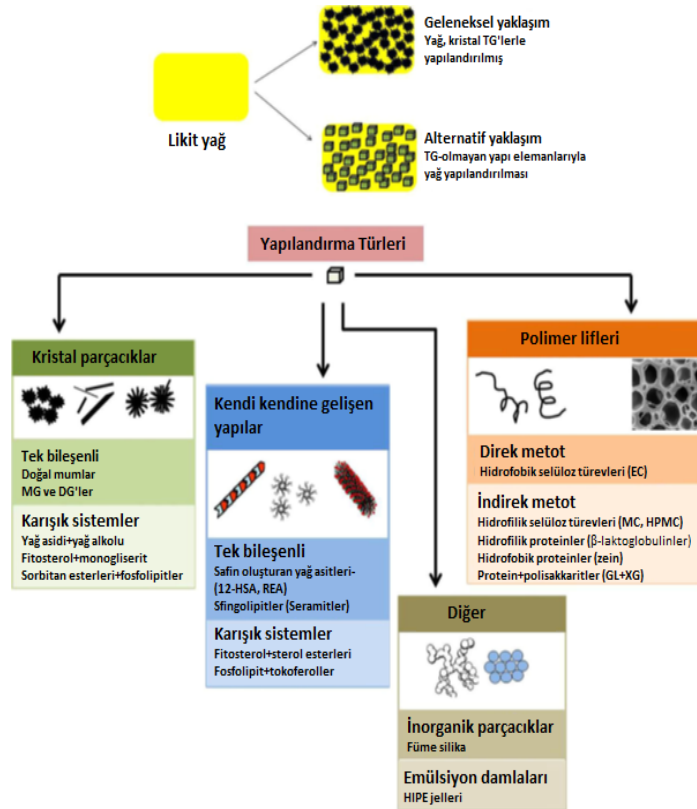 Geleneksel yaklaşım
Yağ, kristal TG'lerle
yapılandırılmış
Likit yağ
Alternatif yaklaşım
TG-olmayan yapı elemanlarıyla
yağ yapılandırılması
Yapılandırma Türleri
Kristal parçacıklar
Tek bileşenli
Doğal mumlar
MG ve DG'ler
Karışık sistemler
Yağ asidi+yağ alkolu
Fitosterol+monogliserit
Sorbitan esterleri+fosfolipitler
Kendi kendine gelişen
yapılar
Tek bileşenli
Safin oluşturan yağ asitleri-
(12-HSA, REA)
Sfingolipitler (Seramitler)
Karışık sistemler
Fitosterol+sterol esterleri
Fosfolipit+tokoferoller
Diğer
İnorganik parçacıklar
Füme silika
Emülsiyon damlaları
HIPE jelleri
Polimer lifleri
Direk metot
Hidrofobik selüloz türevleri (EC)
İndirek metot
Hidrofilik selüloz türevleri (MC, HPMC)
Hidrofilik proteinler (β-laktoglobulinler)
Hidrofobik proteinler (zein)
Protein+polisakkaritler (GL+XG)